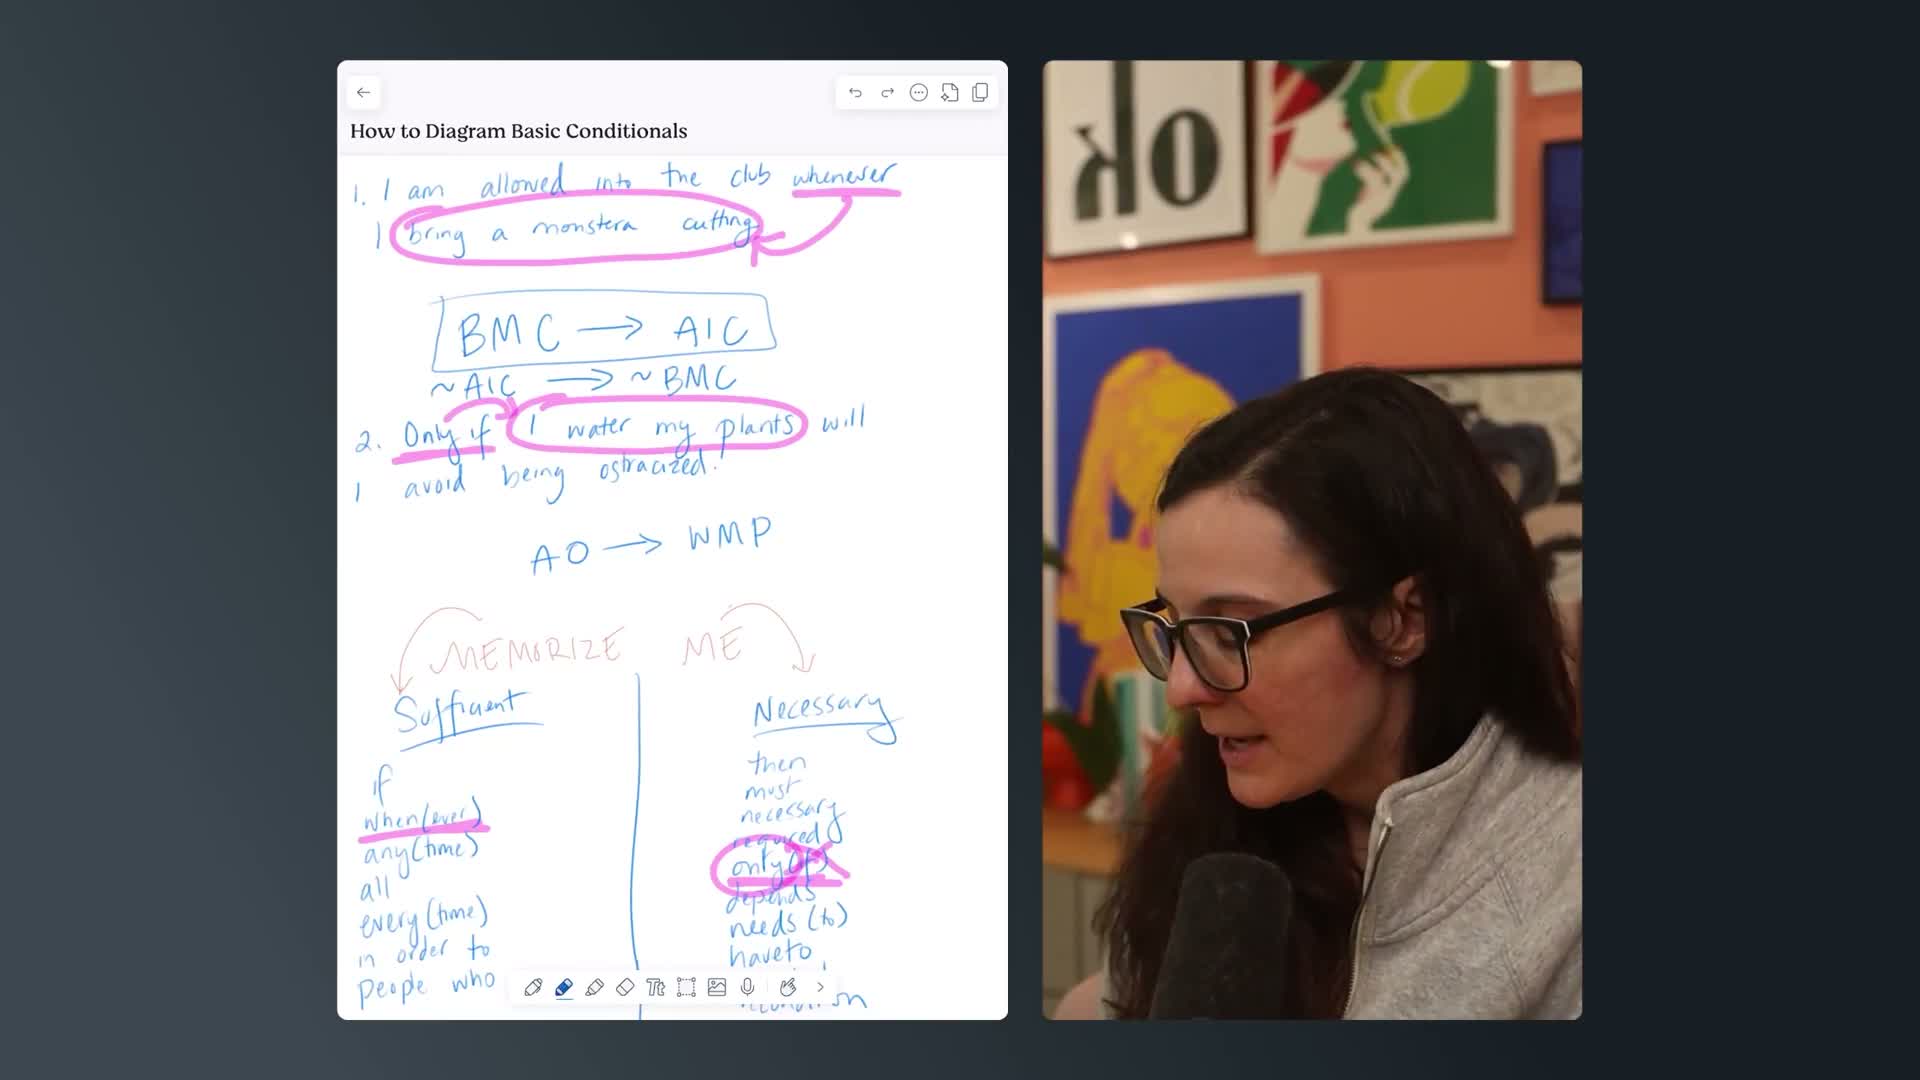 How to Diagram Basic Conditionals
1. I am allowed into the club whenever
I bring a monstera cutting
BMC → AIC
~AIC → ~BMC
2. Only if I water my plants will
I avoid being ostracized.
AO → WMP
MEMORIZE ME
Sufficient
if
when(ever)
any(time)
all
every(time)
in order to
people who
Necessary
then
must
necessary
required
only (if)
depends
needs (to)
have to
Tt
ok